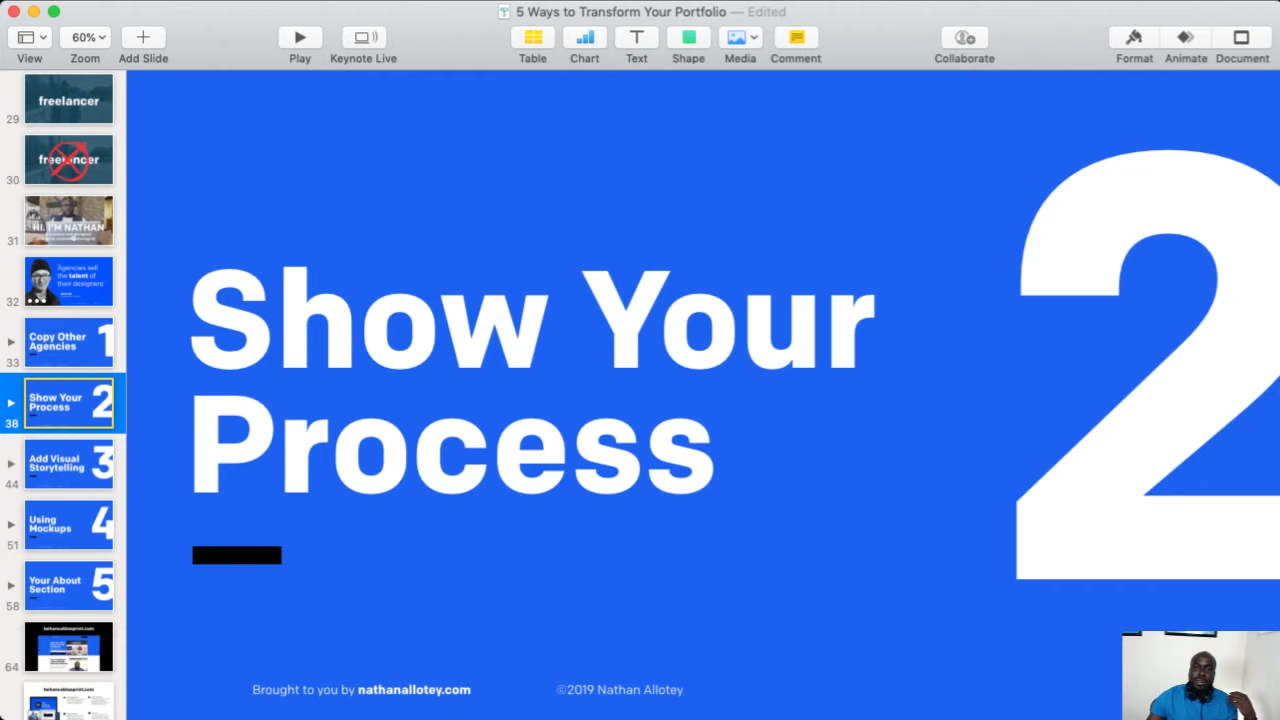 5 Ways to Transform Your Portfolio — Edited
60%
View
Zoom
Add Slide
Play
Keynote Live
Table
Chart
Text
Shape
Media
Comment
Collaborate
Format
Animate
Document
freelancer
29
freelancer
30
HI, I'M NATHAN
31
Agencies sell
the talent of
their designers
32
Copy Other
Agencies
1
33
Show Your
Process
2
38
Add Visual
Storytelling
3
44
Using
Mockups
4
51
Your About
Section
5
58
behanceblueprint.com
64
behanceblueprint.com
Show Your
Process
2
Brought to you by nathanallotey.com
©2019 Nathan Allotey